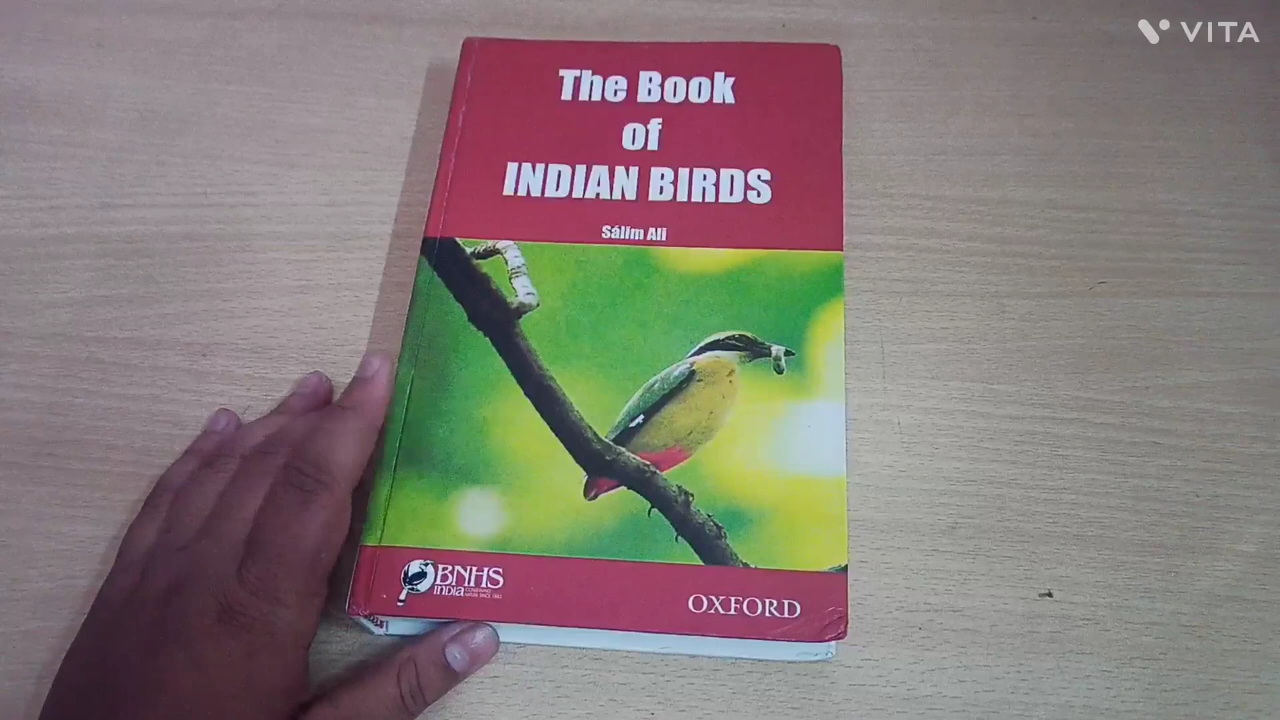 VITA
The Book
of
INDIAN BIRDS
Sálim Ali
BNHS
INDIA
OXFORD